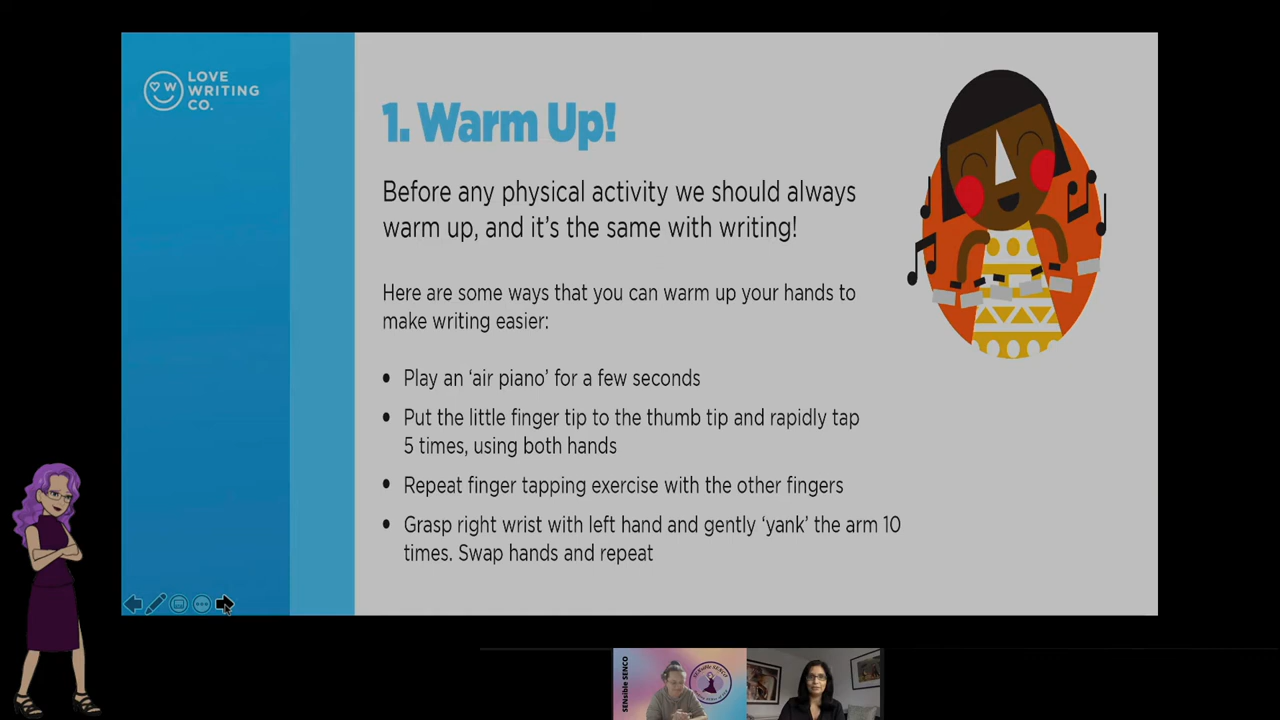 LOVE
WRITING
CO.
1. Warm Up!
Before any physical activity we should always
warm up, and it's the same with writing!
Here are some ways that you can warm up your hands to
make writing easier:
• Play an ‘air piano’ for a few seconds
• Put the little finger tip to the thumb tip and rapidly tap
5 times, using both hands
• Repeat finger tapping exercise with the other fingers
• Grasp right wrist with left hand and gently ‘yank’ the arm 10
times. Swap hands and repeat
SENsible SENCO
SENsible SENCO